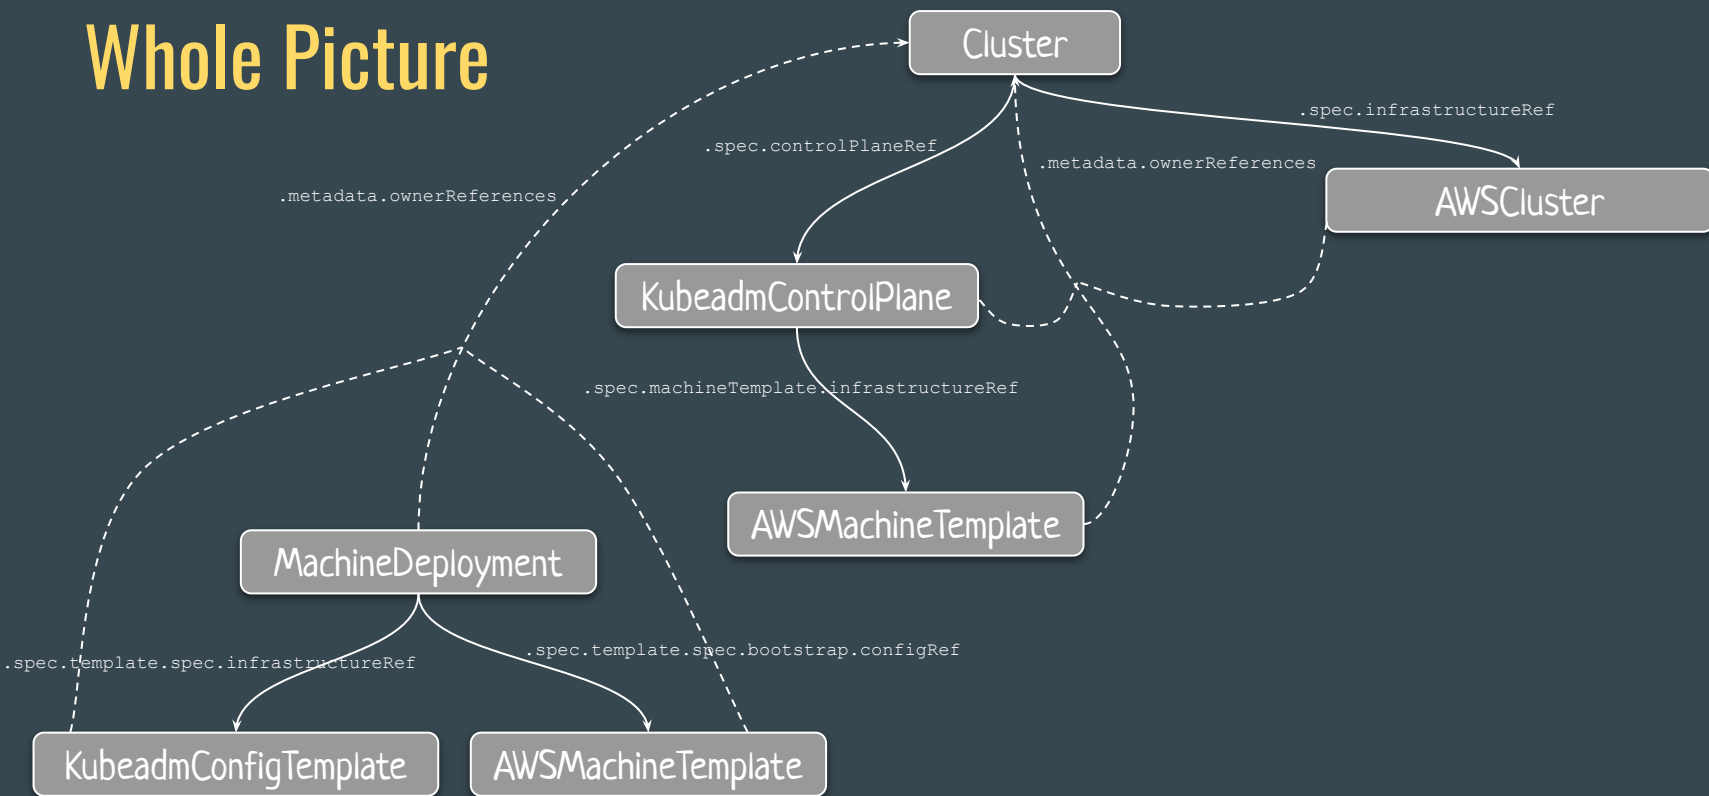 Whole Picture
Cluster
.spec.infrastructureRef
.spec.controlPlaneRef
.metadata.ownerReferences
.metadata.ownerReferences
AWSCluster
KubeadmControlPlane
.spec.machineTemplate.infrastructureRef
AWSMachineTemplate
MachineDeployment
.spec.template.spec.infrastructureRef
.spec.template.spec.bootstrap.configRef
KubeadmConfigTemplate
AWSMachineTemplate